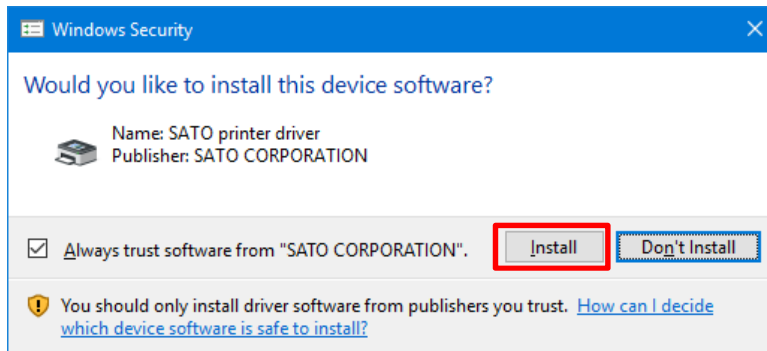 Windows Security
Would you like to install this device software?
Name: SATO printer driver
Publisher: SATO CORPORATION
Always trust software from "SATO CORPORATION".
Install
Don't Install
You should only install driver software from publishers you trust. How can I decide
which device software is safe to install?